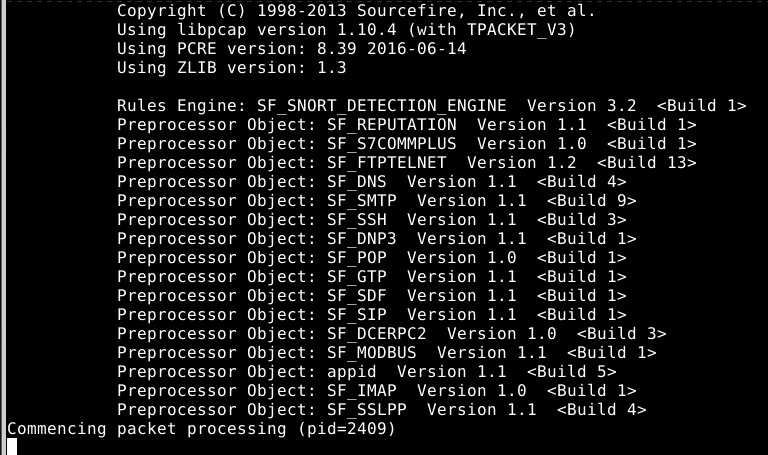 Copyright (C) 1998-2013 Sourcefire, Inc., et al.
Using libpcap version 1.10.4 (with TPACKET_V3)
Using PCRE version: 8.39 2016-06-14
Using ZLIB version: 1.3

Rules Engine: SF_SNORT_DETECTION_ENGINE  Version 3.2  <Build 1>
Preprocessor Object: SF_REPUTATION  Version 1.1  <Build 1>
Preprocessor Object: SF_S7COMMPLUS  Version 1.0  <Build 1>
Preprocessor Object: SF_FTPTELNET  Version 1.2  <Build 13>
Preprocessor Object: SF_DNS  Version 1.1  <Build 4>
Preprocessor Object: SF_SMTP  Version 1.1  <Build 9>
Preprocessor Object: SF_SSH  Version 1.1  <Build 3>
Preprocessor Object: SF_DNP3  Version 1.1  <Build 1>
Preprocessor Object: SF_POP  Version 1.0  <Build 1>
Preprocessor Object: SF_GTP  Version 1.1  <Build 1>
Preprocessor Object: SF_SDF  Version 1.1  <Build 1>
Preprocessor Object: SF_SIP  Version 1.1  <Build 1>
Preprocessor Object: SF_DCERPC2  Version 1.0  <Build 3>
Preprocessor Object: SF_MODBUS  Version 1.1  <Build 1>
Preprocessor Object: appid  Version 1.1  <Build 5>
Preprocessor Object: SF_IMAP  Version 1.0  <Build 1>
Preprocessor Object: SF_SSLPP  Version 1.1  <Build 4>
Commencing packet processing (pid=2409)